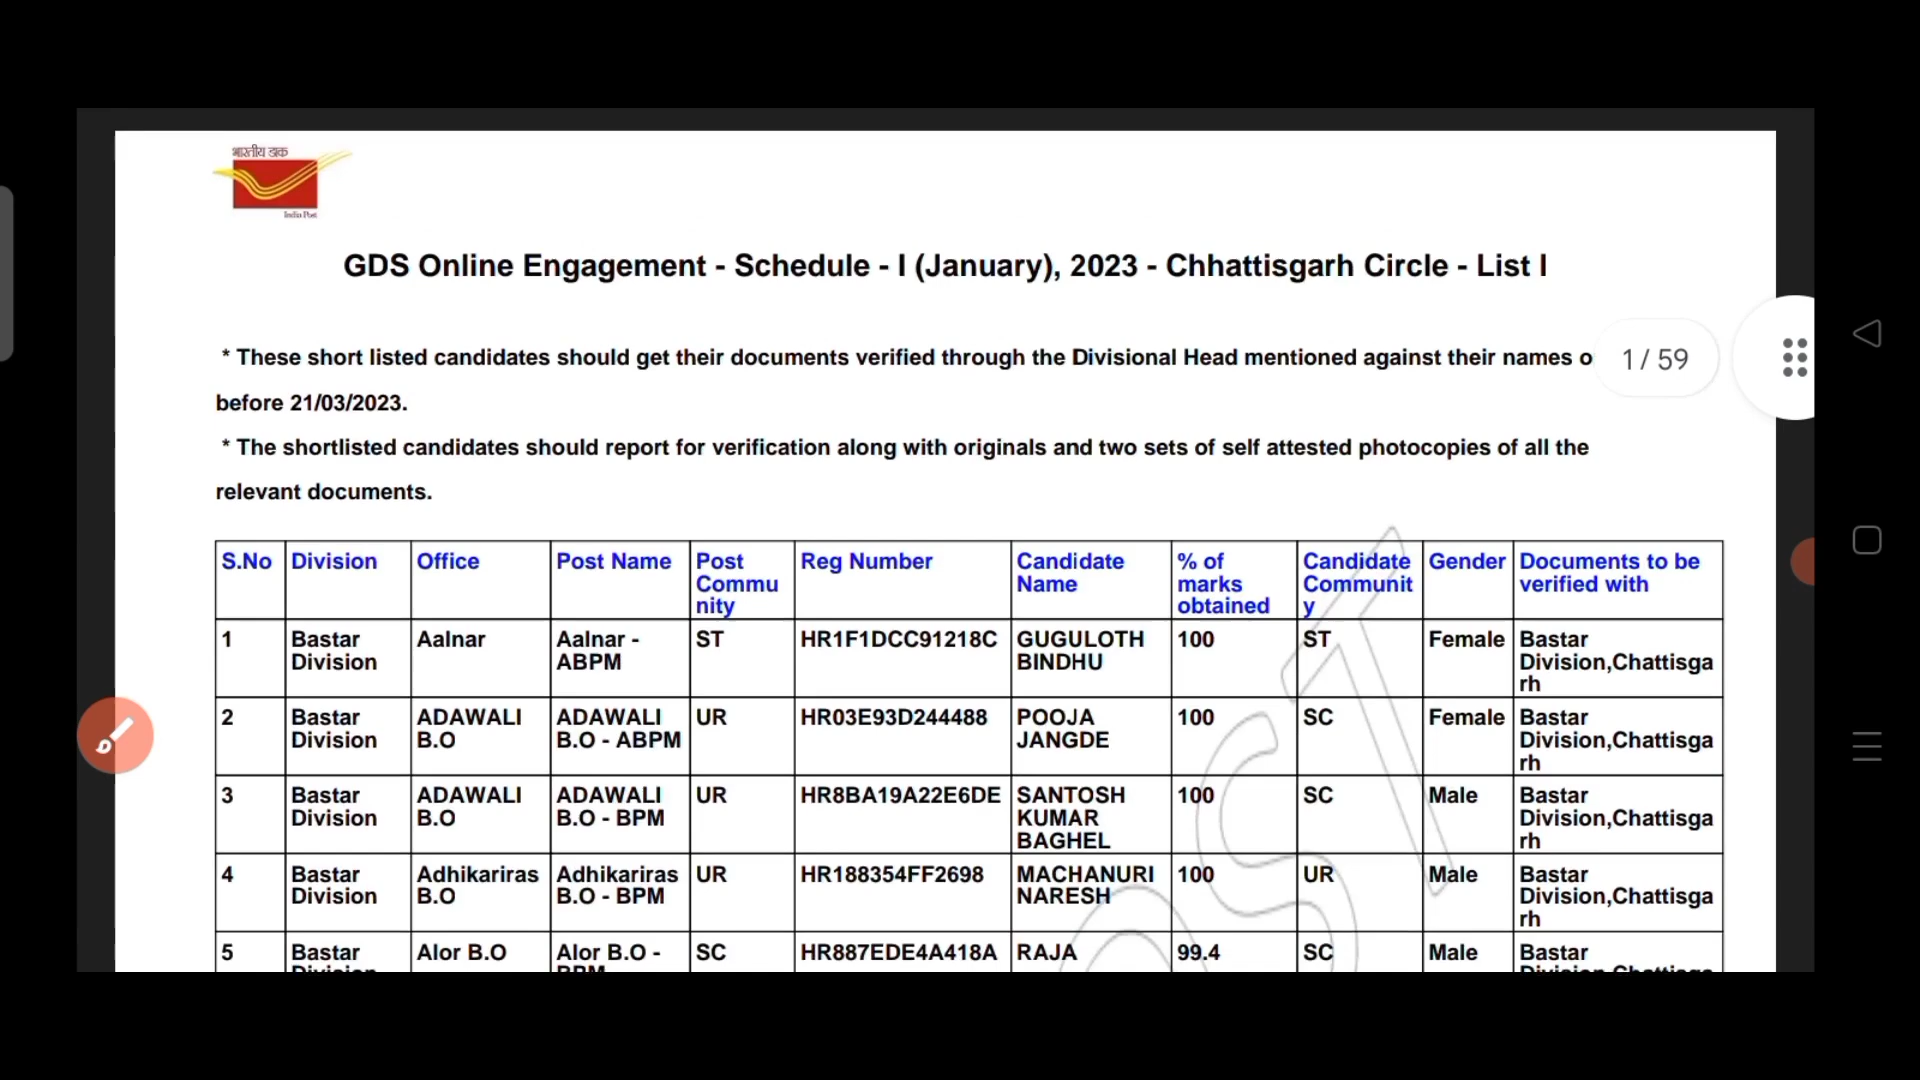 भारतीय डाक
India Post
GDS Online Engagement - Schedule - I (January), 2023 - Chhattisgarh Circle - List I
* These short listed candidates should get their documents verified through the Divisional Head mentioned against their names o
1 / 59
before 21/03/2023.
* The shortlisted candidates should report for verification along with originals and two sets of self attested photocopies of all the
relevant documents.
S.No Division Office Post Name Post Reg Number Candidate % of Candidate Gender Documents to be
Commu Name marks Communit verified with
nity obtained y
1 Bastar Aalnar Aalnar - ST HR1F1DCC91218C GUGULOTH 100 ST Female Bastar
Division ABPM BINDHU Division,Chattisga
rh
2 Bastar ADAWALI ADAWALI UR HR03E93D244488 POOJA 100 SC Female Bastar
Division B.O B.O - ABPM JANGDE Division,Chattisga
rh
3 Bastar ADAWALI ADAWALI UR HR8BA19A22E6DE SANTOSH 100 SC Male Bastar
Division B.O B.O - BPM KUMAR Division,Chattisga
BAGHEL rh
4 Bastar Adhikariras Adhikariras UR HR188354FF2698 MACHANURI 100 UR Male Bastar
Division B.O B.O - BPM NARESH Division,Chattisga
rh
5 Bastar Alor B.O Alor B.O - SC HR887EDE4A418A RAJA 99.4 SC Male Bastar